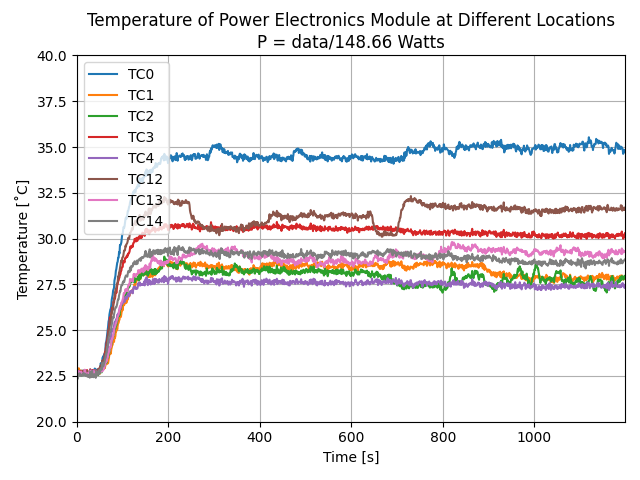 Temperature of Power Electronics Module at Different Locations
P = data/148.66 Watts
40.0
37.5
35.0
32.5
30.0
27.5
25.0
22.5
20.0
Temperature [˚C]
TC0
TC1
TC2
TC3
TC4
TC12
TC13
TC14
0
200
400
600
800
1000
Time [s]